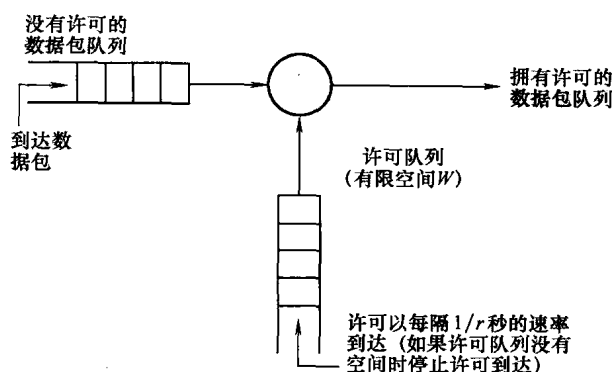 没有许可的
数据包队列
拥有许可的
数据包队列
到达数
据包
许可队列
(有限空间W)
许可以每隔1/r秒的速率
到达 (如果许可队列没有
空间时停止许可到达)